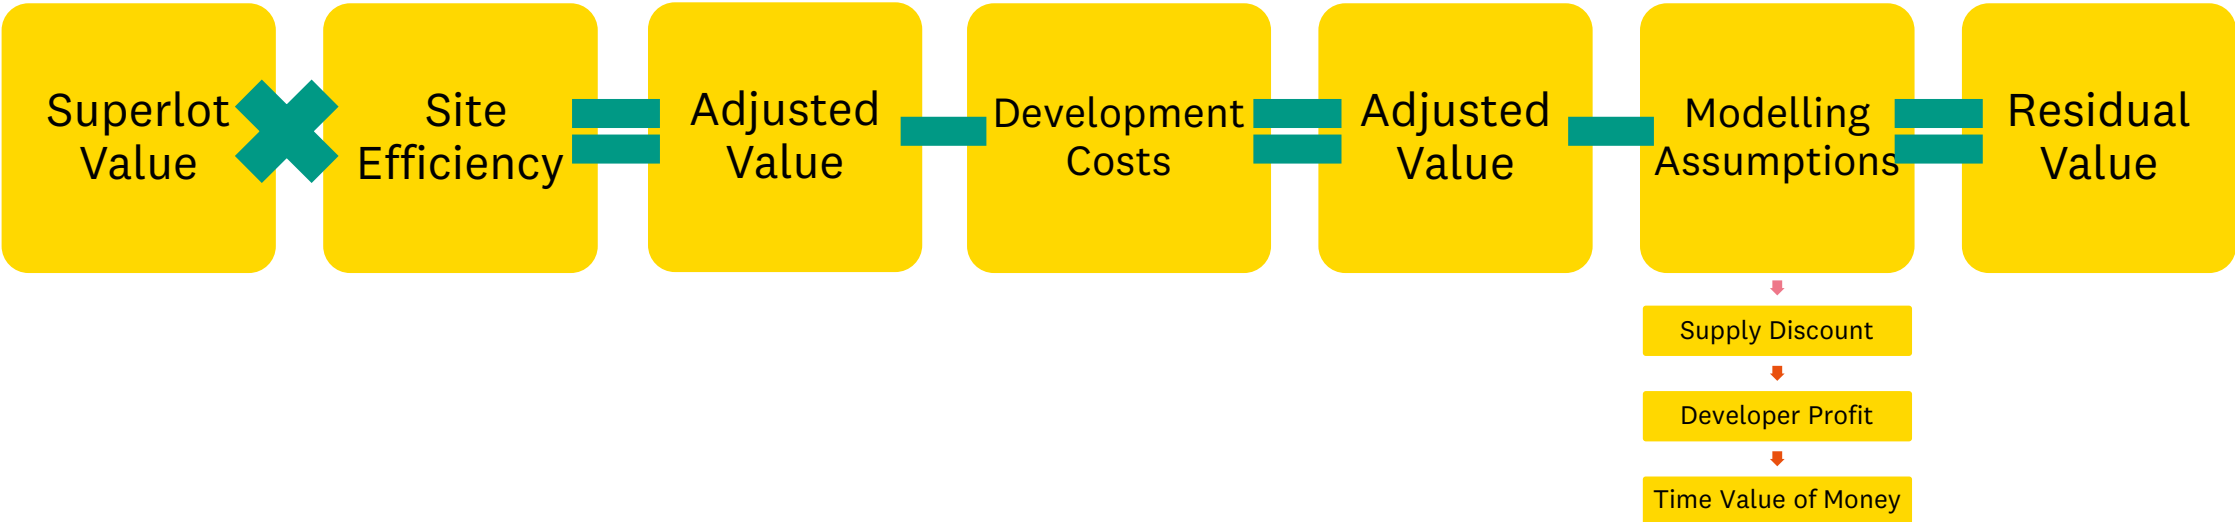 Superlot
Value
Site
Efficiency
Adjusted
Value
Development
Costs
Adjusted
Value
Modelling
Assumptions
Residual
Value
Supply Discount
Developer Profit
Time Value of Money